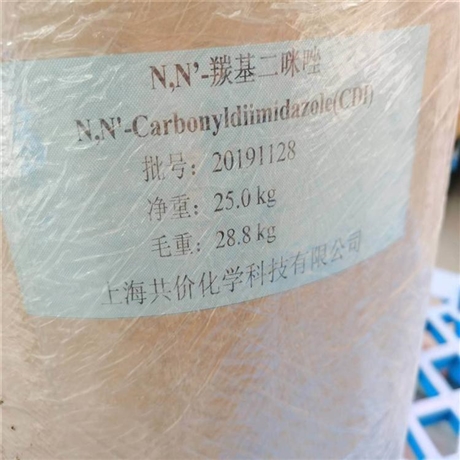 N,N'-羰基二咪唑
N,N'-Carbonyldiimidazole(CDI)
批号：20191128
净重：25.0 kg
毛重：28.8 kg
上海共价化学科技有限公司